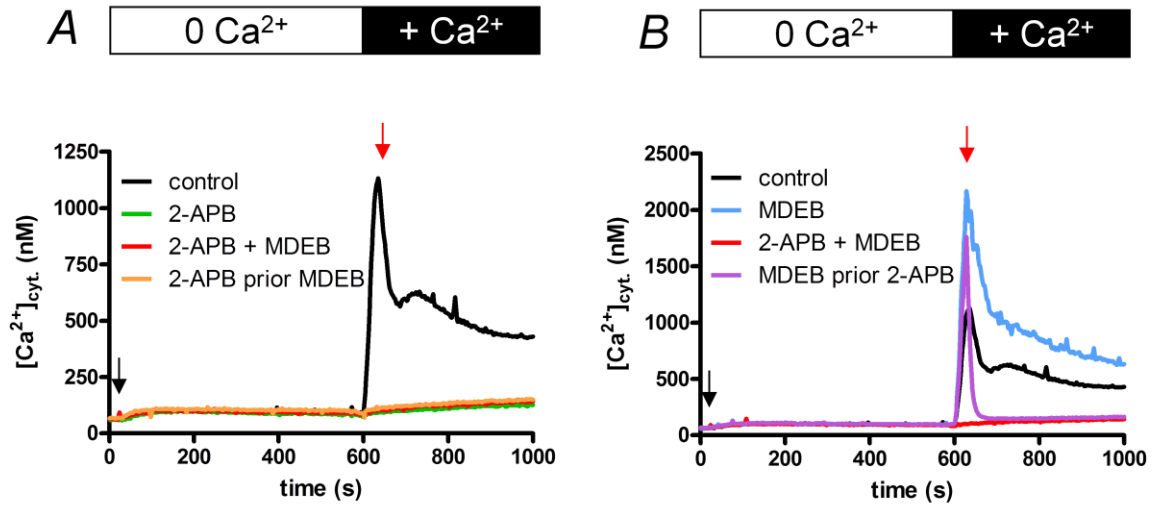 A
0 Ca²⁺ + Ca²⁺
[Ca²⁺]cyt. (nM)
1250
1000
750
500
250
0
control
2-APB
2-APB + MDEB
2-APB prior MDEB
0 200 400 600 800 1000
time (s)
B
0 Ca²⁺ + Ca²⁺
[Ca²⁺]cyt. (nM)
2500
2000
1500
1000
500
0
control
MDEB
2-APB + MDEB
MDEB prior 2-APB
0 200 400 600 800 1000
time (s)